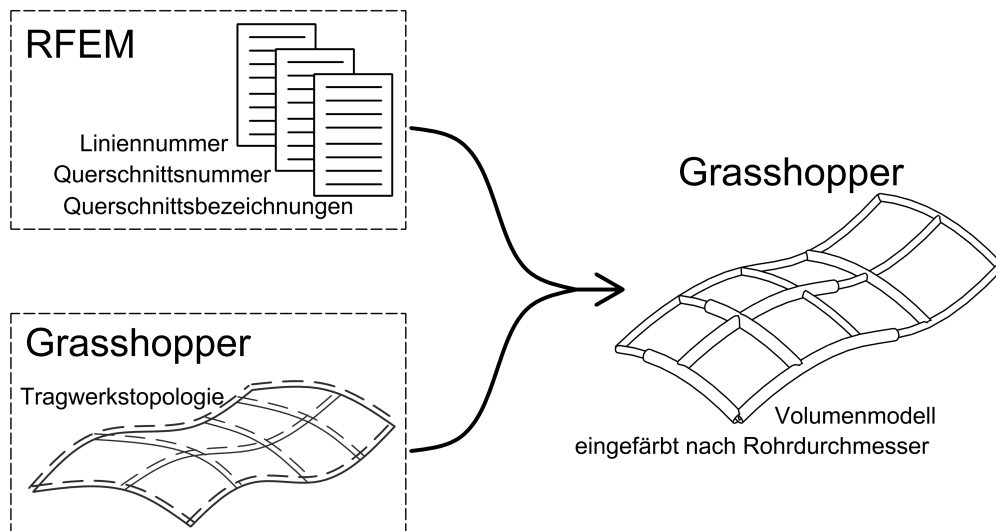 RFEM
Liniennummer
Querschnittsnummer
Querschnittsbezeichnungen
Grasshopper
Tragwerkstopologie
Grasshopper
Volumenmodell
eingefärbt nach Rohrdurchmesser